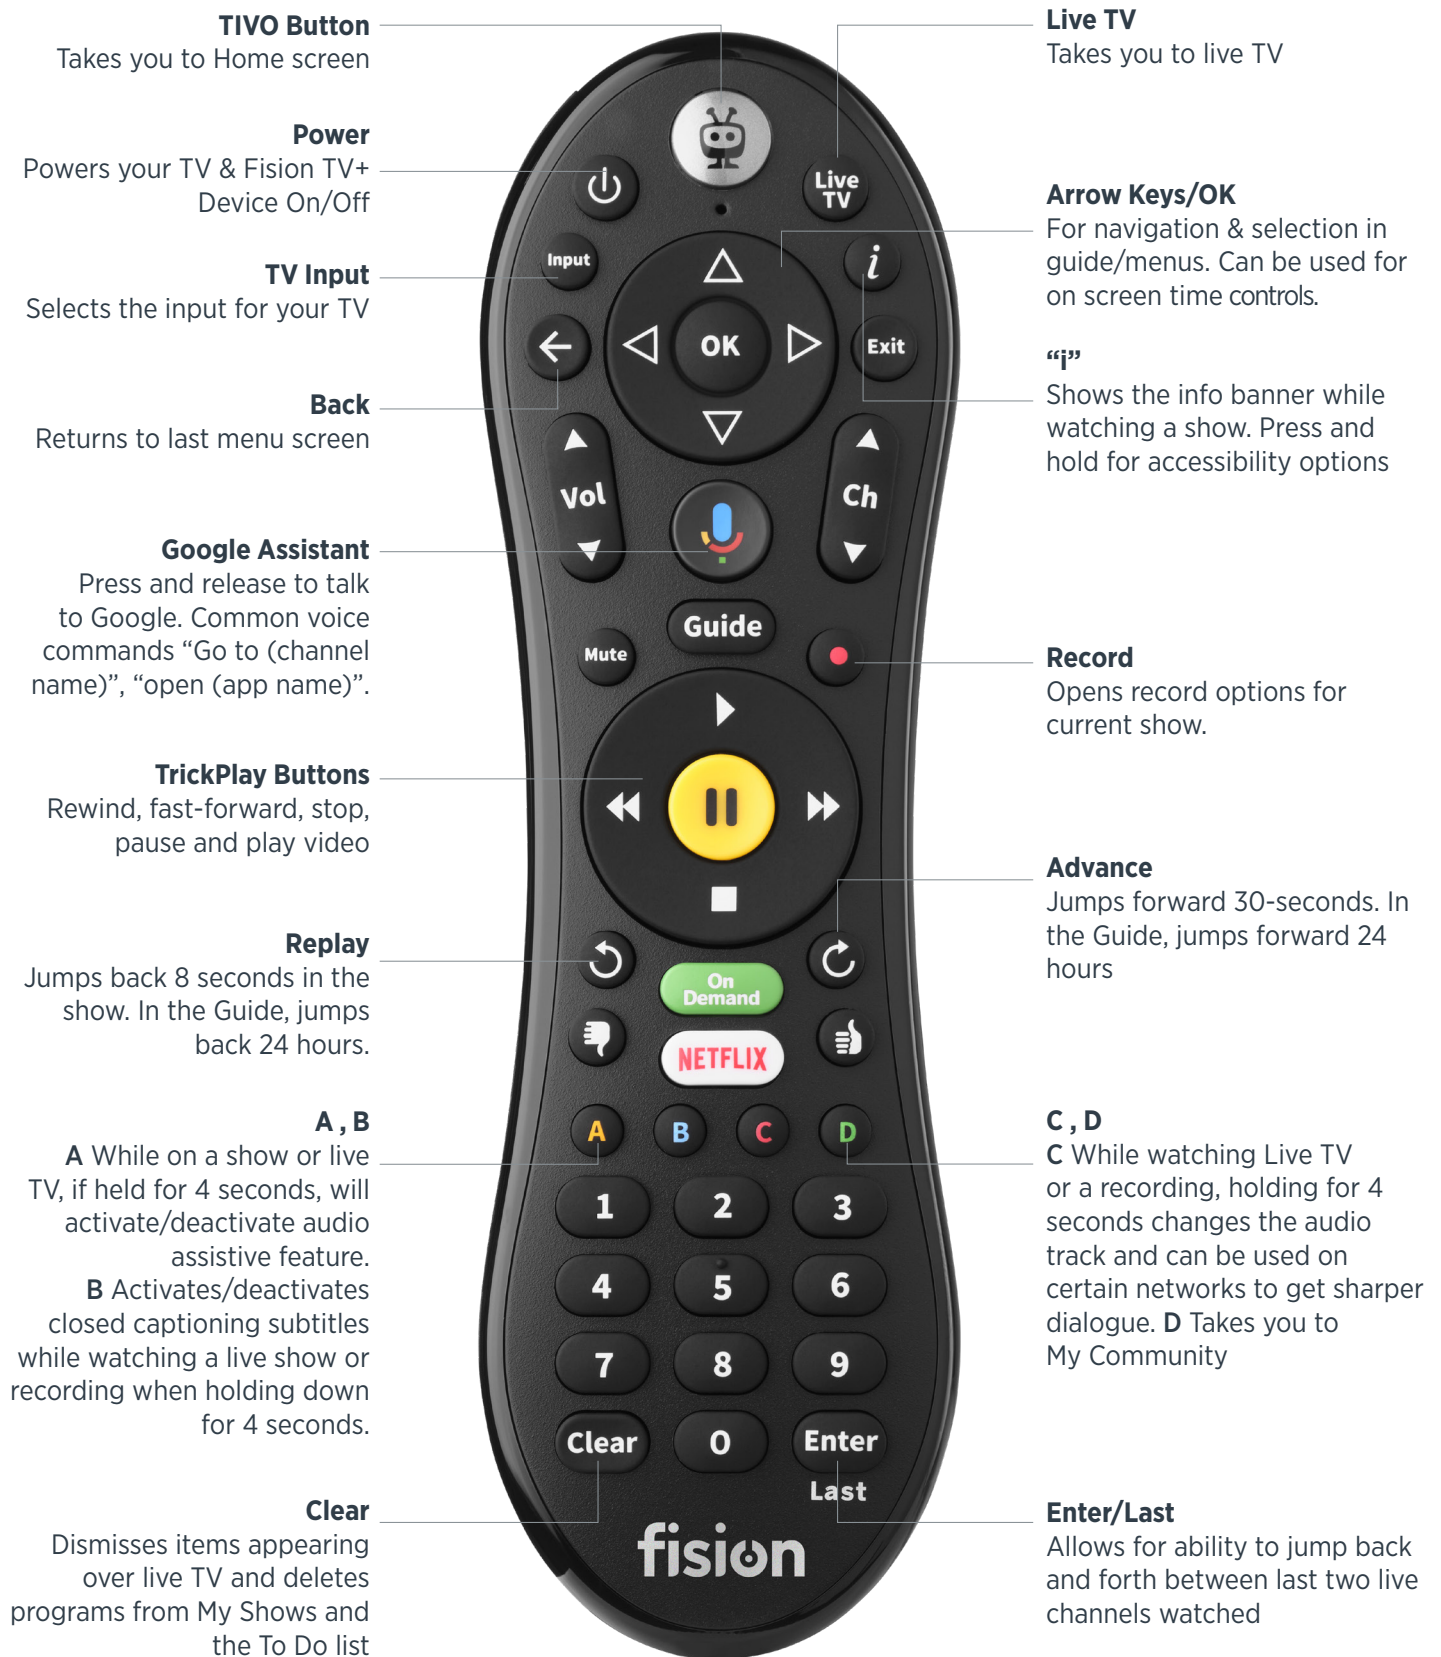 TIVO Button
Takes you to Home screen
Power
Powers your TV & Fision TV+
Device On/Off
TV Input
Selects the input for your TV
Back
Returns to last menu screen
Google Assistant
Press and release to talk
to Google. Common voice
commands “Go to (channel
name)”, “open (app name)”.
TrickPlay Buttons
Rewind, fast-forward, stop,
pause and play video
Replay
Jumps back 8 seconds in the
show. In the Guide, jumps
back 24 hours.
A , B
A While on a show or live
TV, if held for 4 seconds, will
activate/deactivate audio
assistive feature.
B Activates/deactivates
closed captioning subtitles
while watching a live show or
recording when holding down
for 4 seconds.
Clear
Dismisses items appearing
over live TV and deletes
programs from My Shows and
the To Do list
Live
TV
Input
i
OK
Exit
Vol
Ch
Guide
Mute
On
Demand
NETFLIX
A B C D
1 2 3
4 5 6
7 8 9
Clear 0 Enter
Last
fision
Live TV
Takes you to live TV
Arrow Keys/OK
For navigation & selection in
guide/menus. Can be used for
on screen time controls.
“i”
Shows the info banner while
watching a show. Press and
hold for accessibility options
Record
Opens record options for
current show.
Advance
Jumps forward 30-seconds. In
the Guide, jumps forward 24
hours
C , D
C While watching Live TV
or a recording, holding for 4
seconds changes the audio
track and can be used on
certain networks to get sharper
dialogue. D Takes you to
My Community
Enter/Last
Allows for ability to jump back
and forth between last two live
channels watched